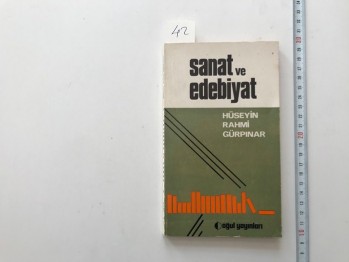 42
sanat ve
edebiyat
HÜSEYİN
RAHMİ
GÜRPINAR
oğul yayınları